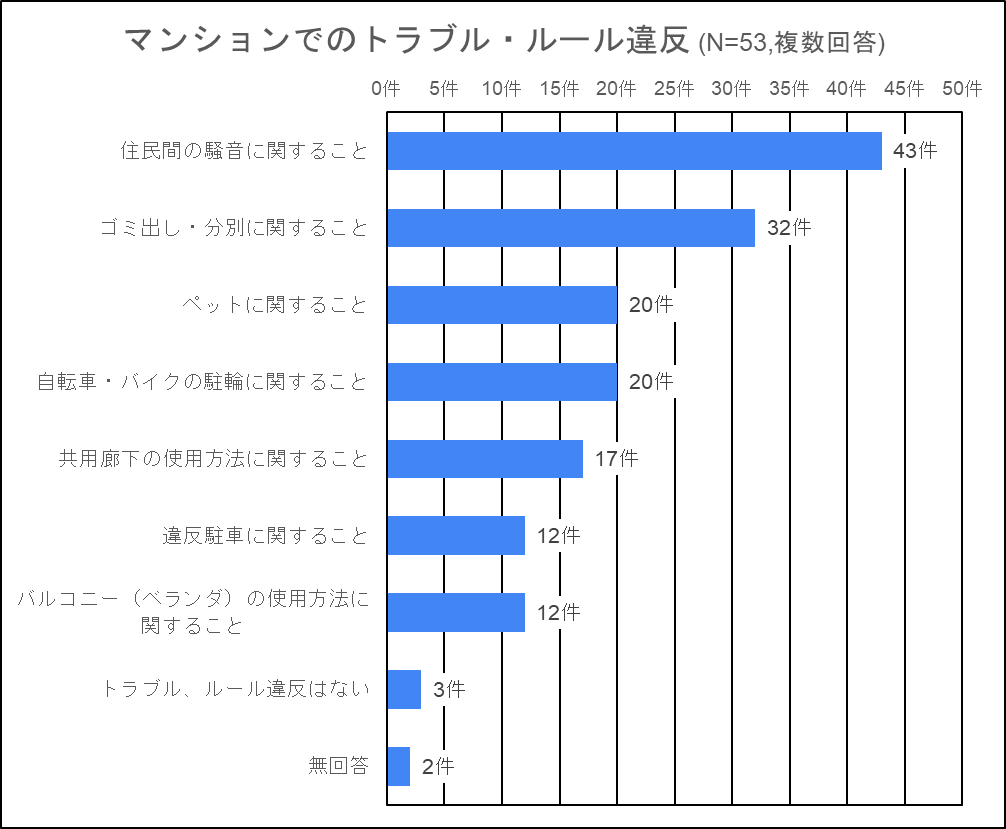 マンションでのトラブル・ルール違反 (N=53,複数回答)
0件 5件 10件 15件 20件 25件 30件 35件 40件 45件 50件
住民間の騒音に関すること 43件
ゴミ出し・分別に関すること 32件
ペットに関すること 20件
自転車・バイクの駐輪に関すること 20件
共用廊下の使用方法に関すること 17件
違反駐車に関すること 12件
バルコニー（ベランダ）の使用方法に
関すること 12件
トラブル、ルール違反はない 3件
無回答 2件